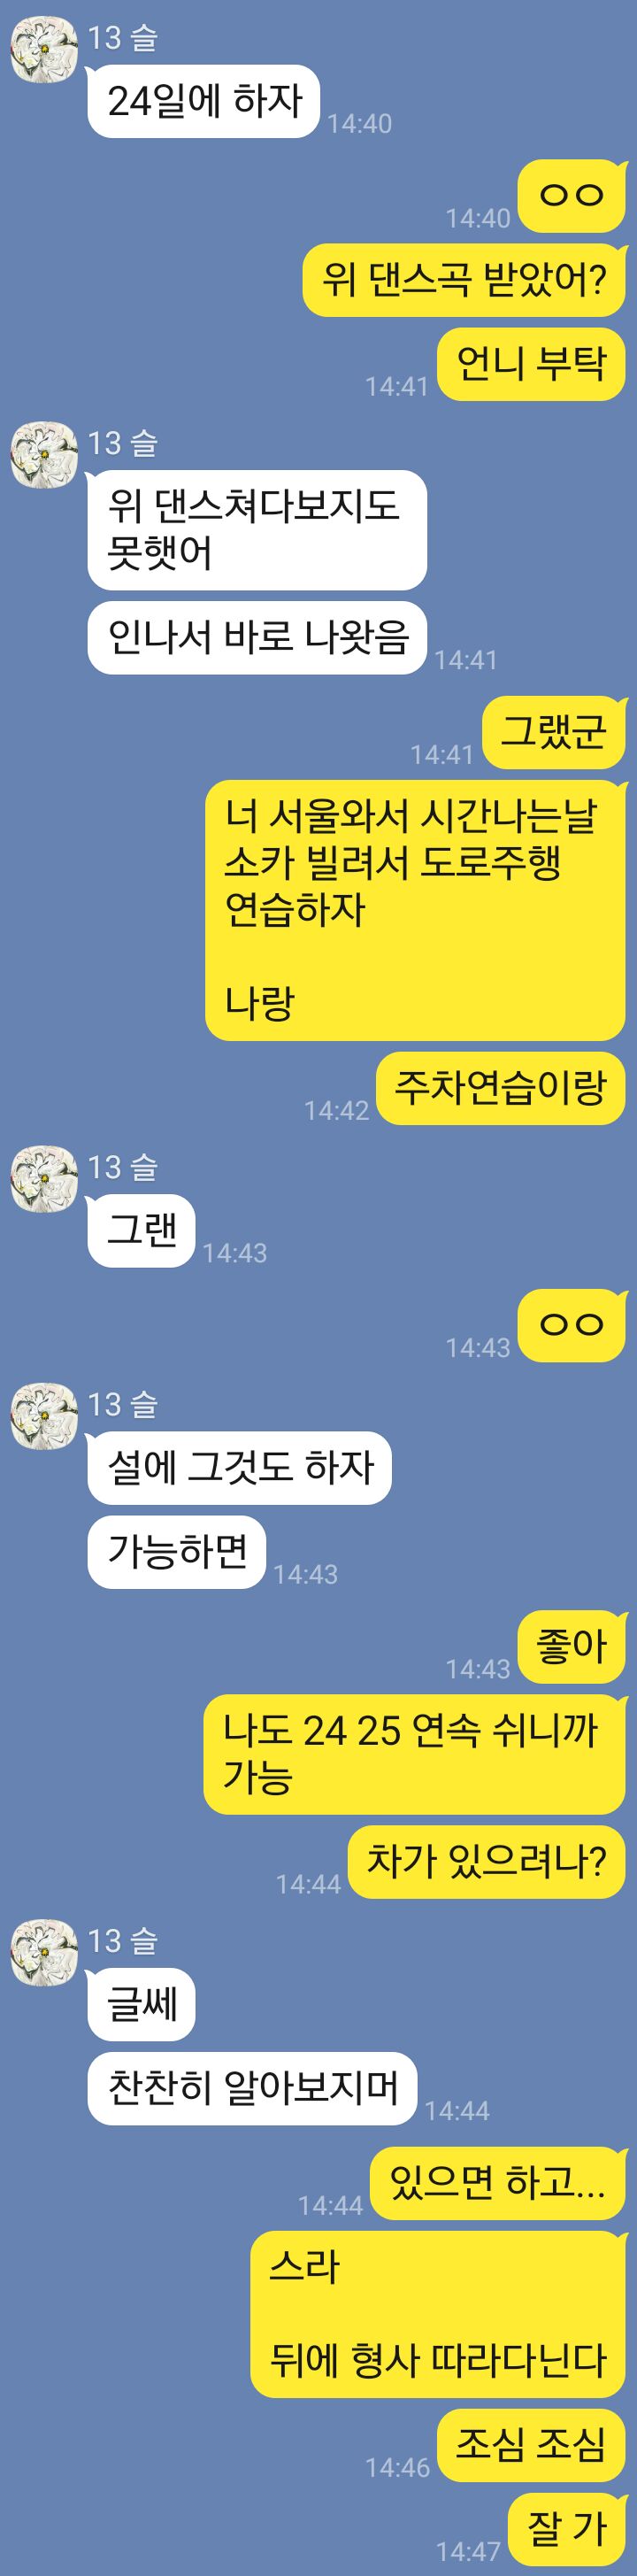 13 슬
24일에 하자
14:40
ㅇㅇ
14:40
위 댄스곡 받았어?
언니 부탁
14:41
13 슬
위 댄스쳐다보지도
못햇어
인나서 바로 나왓음
14:41
그랬군
14:41
너 서울와서 시간나는날
소카 빌려서 도로주행
연습하자
나랑
주차연습이랑
14:42
13 슬
그랜
14:43
ㅇㅇ
14:43
13 슬
설에 그것도 하자
가능하면
14:43
좋아
14:43
나도 24 25 연속 쉬니까
가능
차가 있으려나?
14:44
13 슬
글쎄
찬찬히 알아보지머
14:44
있으면 하고...
14:44
스라
뒤에 형사 따라다닌다
조심 조심
14:46
잘 가
14:47